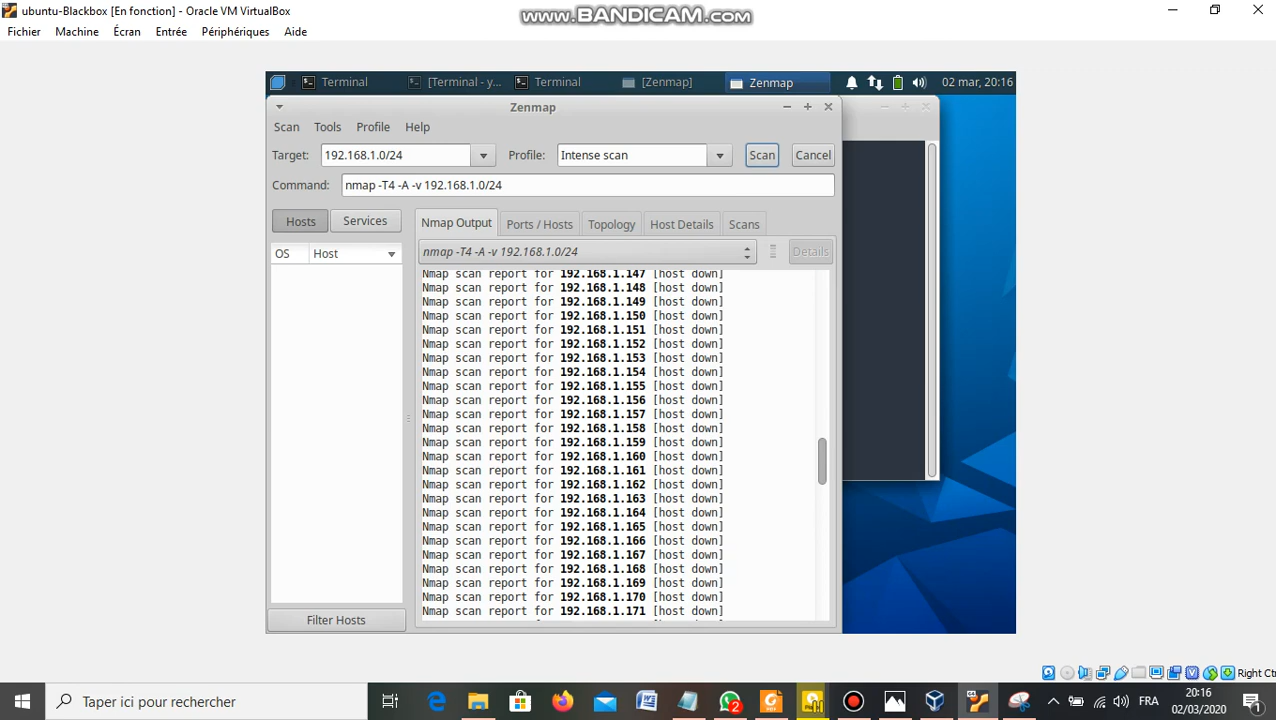 ubuntu-Blackbox [En fonction] - Oracle VM VirtualBox
www.BANDICAM.com
Fichier Machine Écran Entrée Périphériques Aide
Terminal [Terminal - y... Terminal [Zenmap] Zenmap 02 mar, 20:16
Zenmap
Scan Tools Profile Help
Target: 192.168.1.0/24 Profile: Intense scan Scan Cancel
Command: nmap -T4 -A -v 192.168.1.0/24
Hosts Services Nmap Output Ports / Hosts Topology Host Details Scans
OS Host nmap -T4 -A -v 192.168.1.0/24 Details
Nmap scan report for 192.168.1.147 [host down]
Nmap scan report for 192.168.1.148 [host down]
Nmap scan report for 192.168.1.149 [host down]
Nmap scan report for 192.168.1.150 [host down]
Nmap scan report for 192.168.1.151 [host down]
Nmap scan report for 192.168.1.152 [host down]
Nmap scan report for 192.168.1.153 [host down]
Nmap scan report for 192.168.1.154 [host down]
Nmap scan report for 192.168.1.155 [host down]
Nmap scan report for 192.168.1.156 [host down]
Nmap scan report for 192.168.1.157 [host down]
Nmap scan report for 192.168.1.158 [host down]
Nmap scan report for 192.168.1.159 [host down]
Nmap scan report for 192.168.1.160 [host down]
Nmap scan report for 192.168.1.161 [host down]
Nmap scan report for 192.168.1.162 [host down]
Nmap scan report for 192.168.1.163 [host down]
Nmap scan report for 192.168.1.164 [host down]
Nmap scan report for 192.168.1.165 [host down]
Nmap scan report for 192.168.1.166 [host down]
Nmap scan report for 192.168.1.167 [host down]
Nmap scan report for 192.168.1.168 [host down]
Nmap scan report for 192.168.1.169 [host down]
Nmap scan report for 192.168.1.170 [host down]
Nmap scan report for 192.168.1.171 [host down]
Filter Hosts
Right Ct
Taper ici pour rechercher 2 FRA 20:16
02/03/2020 1